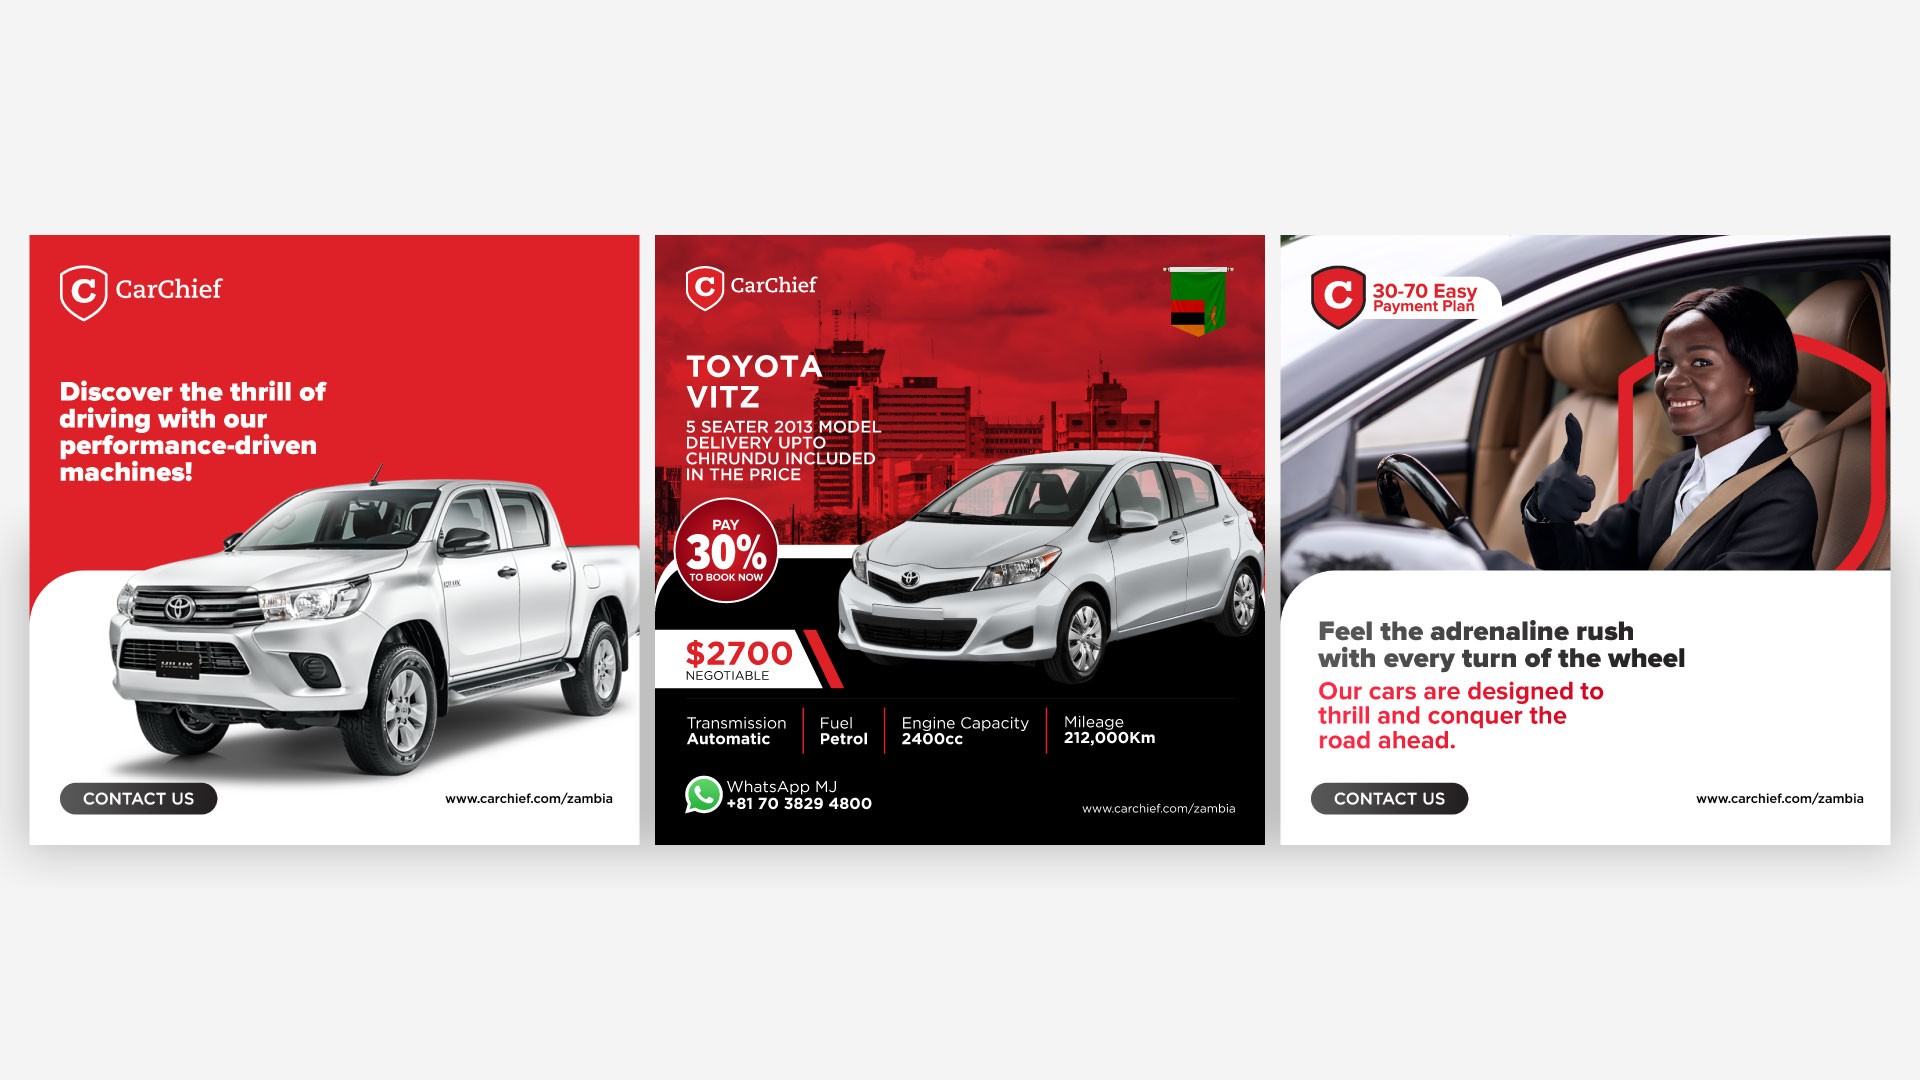 C CarChief
Discover the thrill of
driving with our
performance-driven
machines!
HILUX
HILUX
CONTACT US
www.carchief.com/zambia
C CarChief
TOYOTA
VITZ
5 SEATER 2013 MODEL
DELIVERY UPTO
CHIRUNDU INCLUDED
IN THE PRICE
PAY
30%
TO BOOK NOW
$2700
NEGOTIABLE
Transmission
Automatic
Fuel
Petrol
Engine Capacity
2400cc
Mileage
212,000Km
WhatsApp MJ
+81 70 3829 4800
www.carchief.com/zambia
C
30-70 Easy
Payment Plan
Feel the adrenaline rush
with every turn of the wheel
Our cars are designed to
thrill and conquer the
road ahead.
CONTACT US
www.carchief.com/zambia